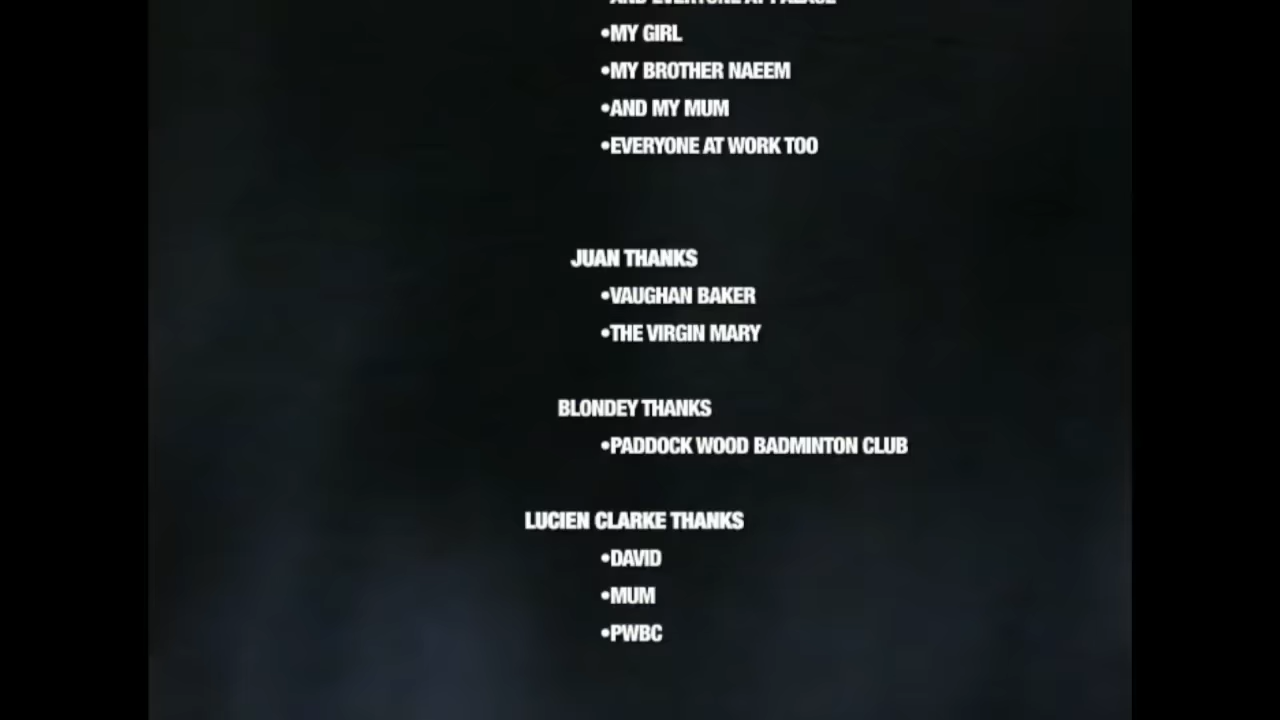 •MY GIRL
•MY BROTHER NAEEM
•AND MY MUM
•EVERYONE AT WORK TOO
JUAN THANKS
•VAUGHAN BAKER
•THE VIRGIN MARY
BLONDEY THANKS
•PADDOCK WOOD BADMINTON CLUB
LUCIEN CLARKE THANKS
•DAVID
•MUM
•PWBC